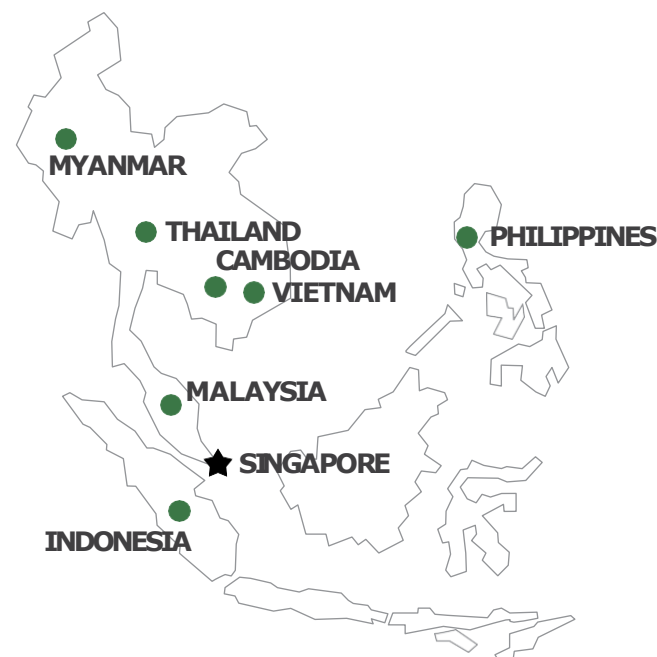 MYANMAR
THAILAND
PHILIPPINES
CAMBODIA
VIETNAM
MALAYSIA
SINGAPORE
INDONESIA